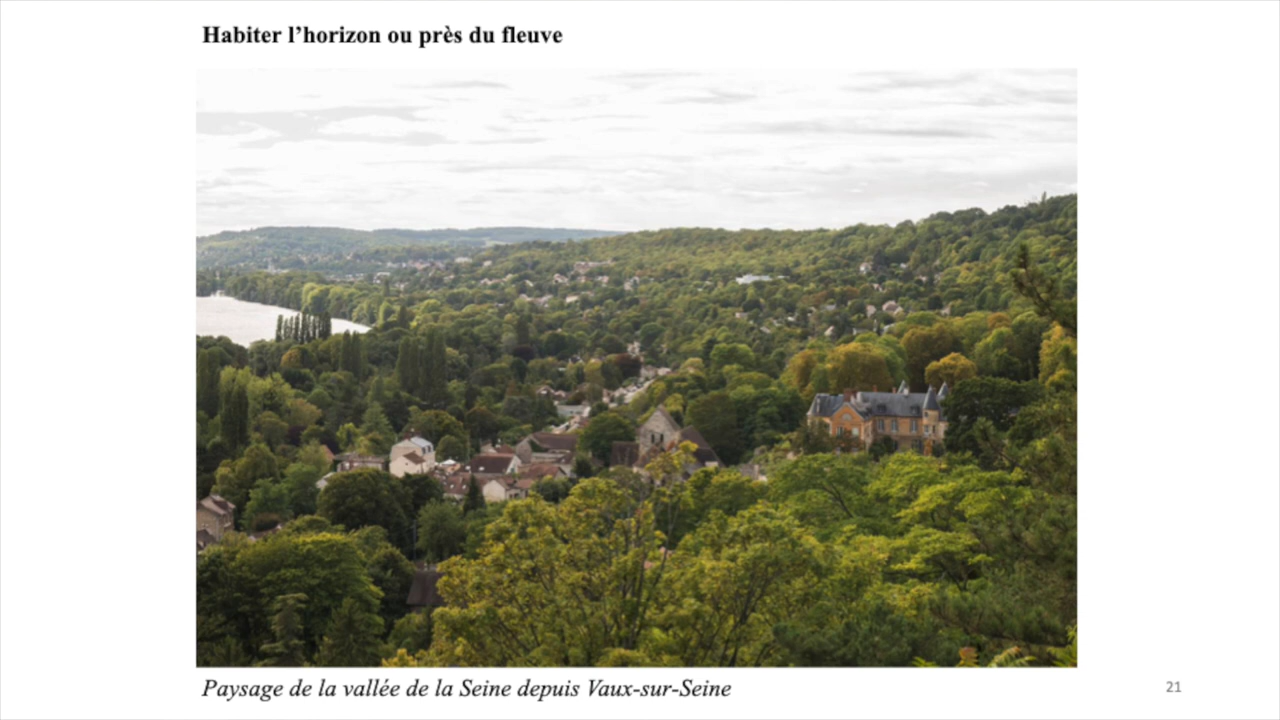 Habiter l’horizon ou près du fleuve
Paysage de la vallée de la Seine depuis Vaux-sur-Seine
21